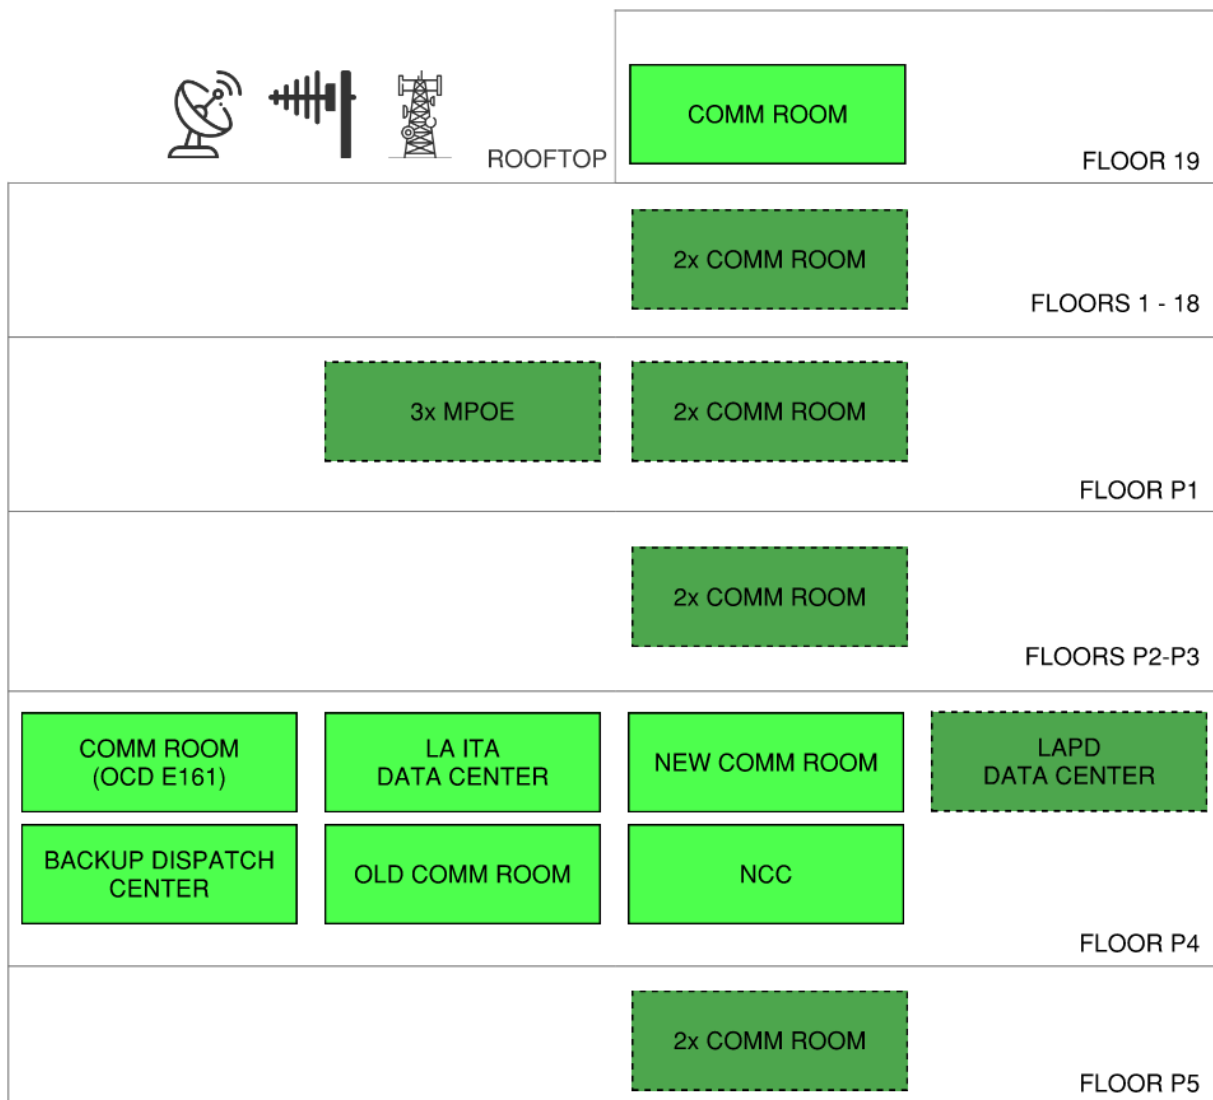 COMM ROOM
ROOFTOP
FLOOR 19
2x COMM ROOM
FLOORS 1 - 18
3x MPOE
2x COMM ROOM
FLOOR P1
2x COMM ROOM
FLOORS P2-P3
COMM ROOM
(OCD E161)
LA ITA
DATA CENTER
NEW COMM ROOM
LAPD
DATA CENTER
BACKUP DISPATCH
CENTER
OLD COMM ROOM
NCC
FLOOR P4
2x COMM ROOM
FLOOR P5